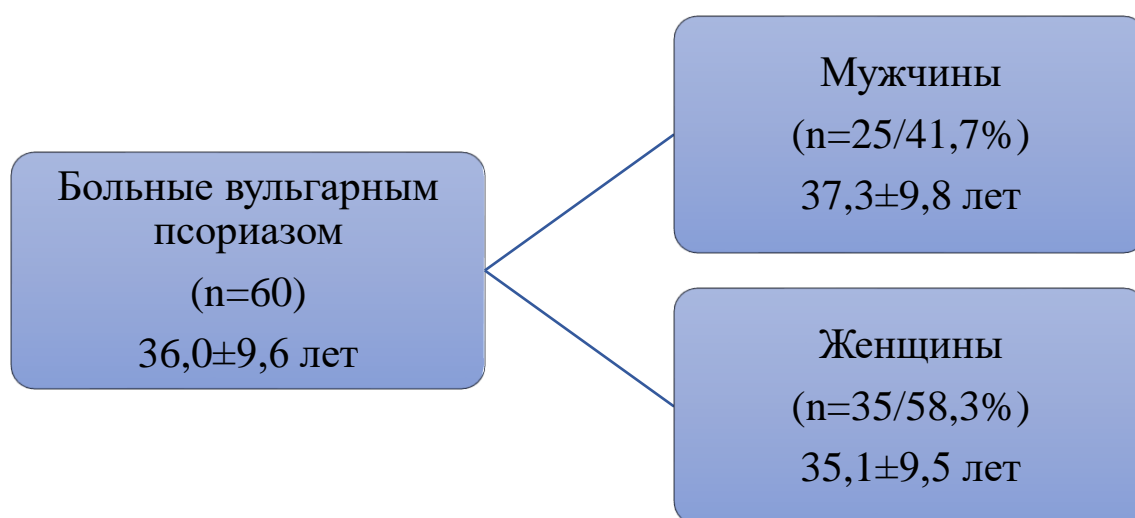 Больные вульгарным
псориазом
(n=60)
36,0±9,6 лет
Мужчины
(n=25/41,7%)
37,3±9,8 лет
Женщины
(n=35/58,3%)
35,1±9,5 лет